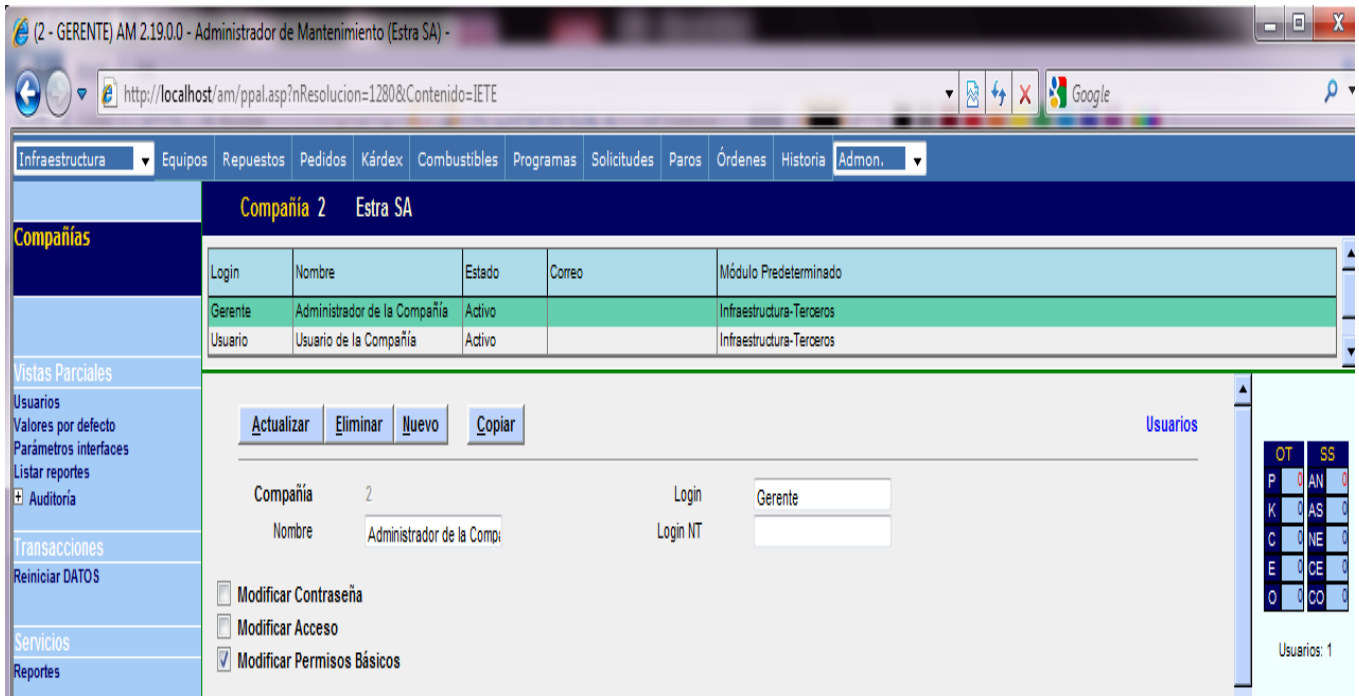 (2 - GERENTE) AM 2.19.0.0 - Administrador de Mantenimiento (Estra SA) -
http://localhost/am/ppal.asp?nResolucion=1280&Contenido=IETE
Google
Infraestructura Equipos Repuestos Pedidos Kárdex Combustibles Programas Solicitudes Paros Órdenes Historia Admon.
Compañía 2 Estra SA
Compañías
Login Nombre Estado Correo Módulo Predeterminado
Gerente Administrador de la Compañía Activo Infraestructura-Terceros
Usuario Usuario de la Compañía Activo Infraestructura-Terceros
Vistas Parciales
Usuarios
Valores por defecto
Parámetros interfaces
Listar reportes
Auditoría
Transacciones
Reiniciar DATOS
Servicios
Reportes
Actualizar Eliminar Nuevo Copiar Usuarios
Compañía 2 Login Gerente
Nombre Administrador de la Compa Login NT
Modificar Contraseña
Modificar Acceso
Modificar Permisos Básicos
OT SS
P 0 AN 0
K 0 AS 0
C 0 NE 0
E 0 CE 0
O 0 CO 0
Usuarios: 1